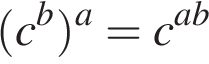 $(c^b)^a = c^{ab}$